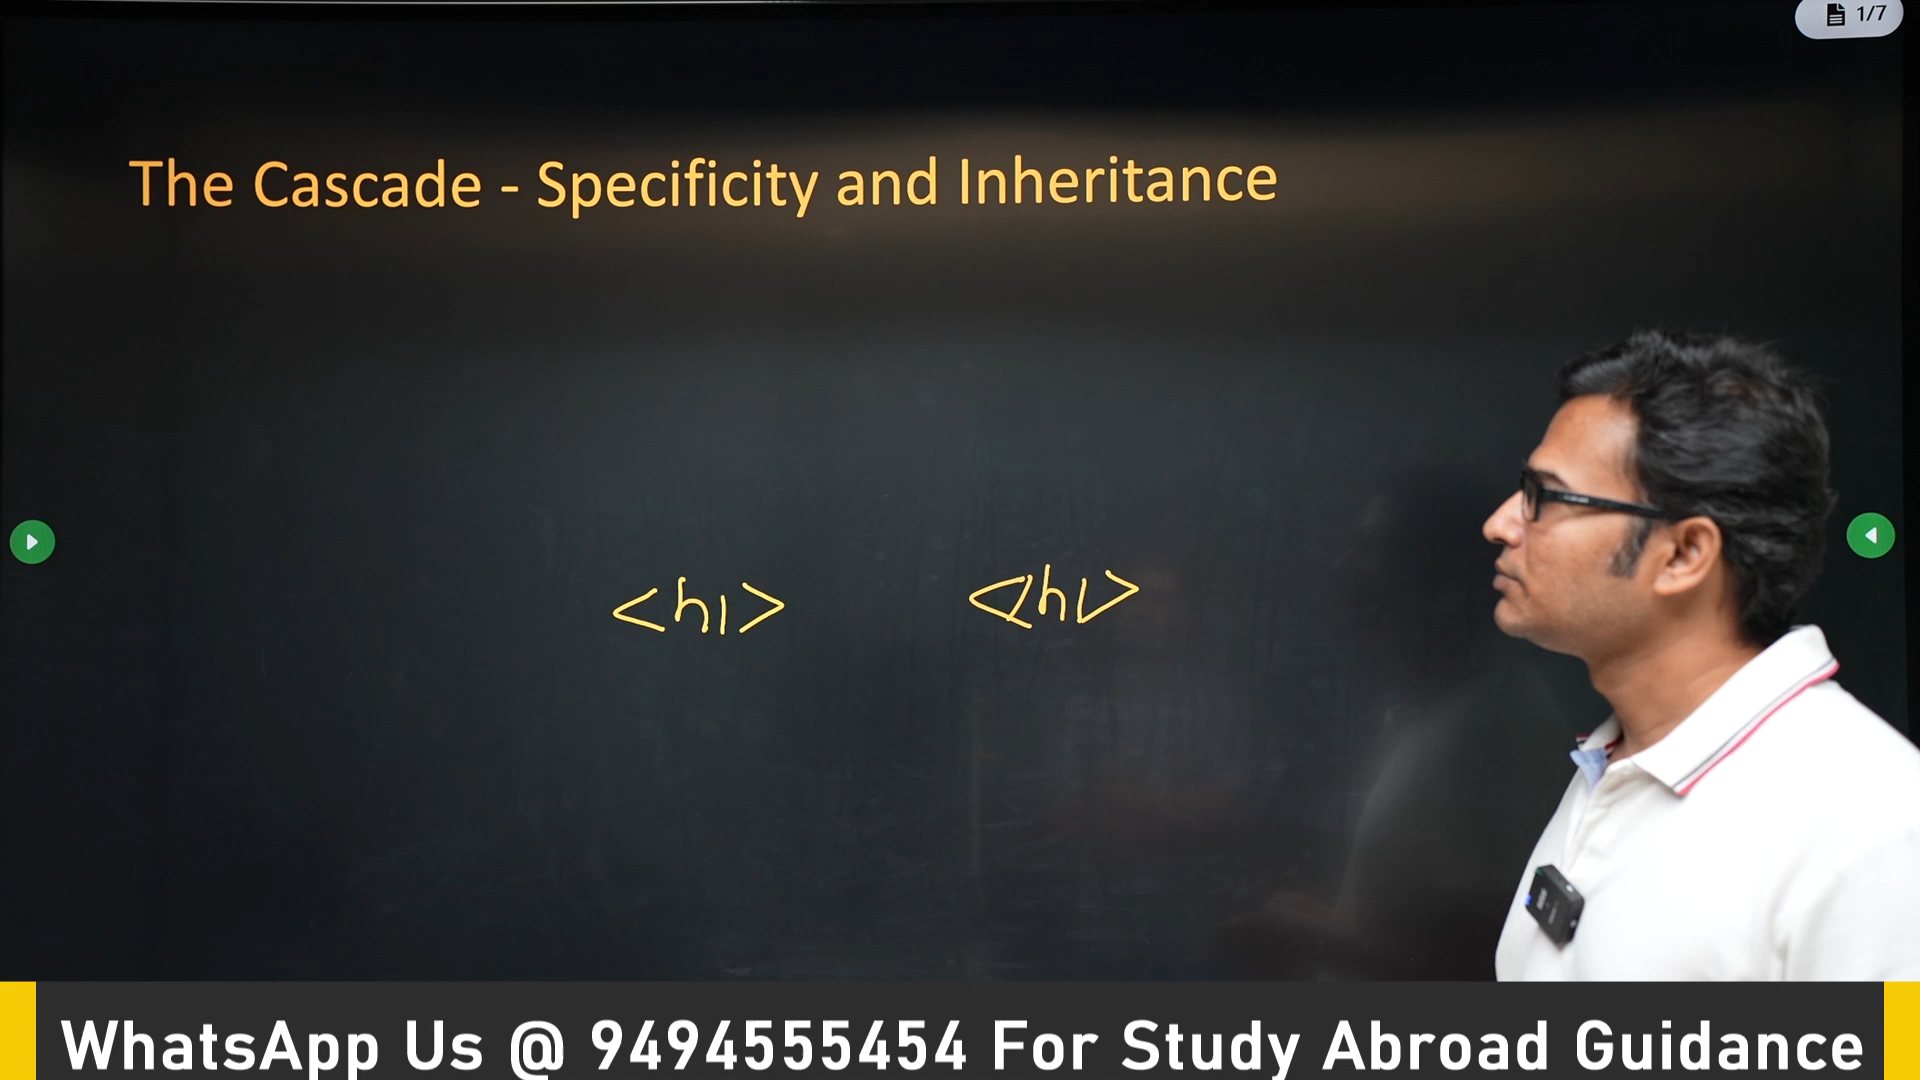 1/7
The Cascade - Specificity and Inheritance
<h1> </h1>
WhatsApp Us @ 9494555454 For Study Abroad Guidance